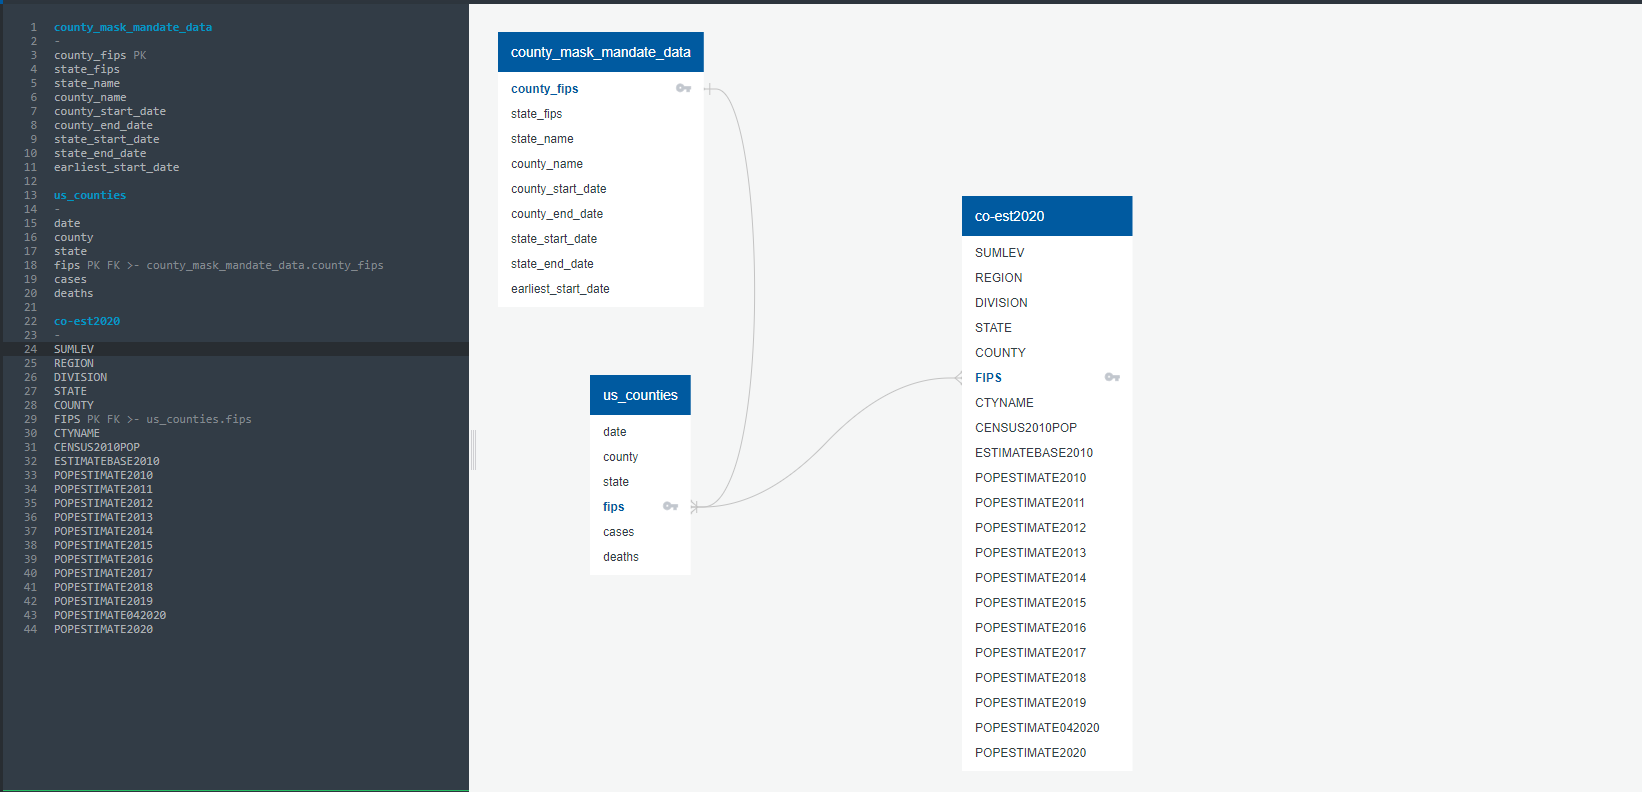 1 county_mask_mandate_data
2 -
3 county_fips PK
4 state_fips
5 state_name
6 county_name
7 county_start_date
8 county_end_date
9 state_start_date
10 state_end_date
11 earliest_start_date
12
13 us_counties
14 -
15 date
16 county
17 state
18 fips PK FK >- county_mask_mandate_data.county_fips
19 cases
20 deaths
21
22 co-est2020
23 -
24 SUMLEV
25 REGION
26 DIVISION
27 STATE
28 COUNTY
29 FIPS PK FK >- us_counties.fips
30 CTYNAME
31 CENSUS2010POP
32 ESTIMATEBASE2010
33 POPESTIMATE2010
34 POPESTIMATE2011
35 POPESTIMATE2012
36 POPESTIMATE2013
37 POPESTIMATE2014
38 POPESTIMATE2015
39 POPESTIMATE2016
40 POPESTIMATE2017
41 POPESTIMATE2018
42 POPESTIMATE2019
43 POPESTIMATE042020
44 POPESTIMATE2020
county_mask_mandate_data
county_fips
state_fips
state_name
county_name
county_start_date
county_end_date
state_start_date
state_end_date
earliest_start_date
us_counties
date
county
state
fips
cases
deaths
co-est2020
SUMLEV
REGION
DIVISION
STATE
COUNTY
FIPS
CTYNAME
CENSUS2010POP
ESTIMATEBASE2010
POPESTIMATE2010
POPESTIMATE2011
POPESTIMATE2012
POPESTIMATE2013
POPESTIMATE2014
POPESTIMATE2015
POPESTIMATE2016
POPESTIMATE2017
POPESTIMATE2018
POPESTIMATE2019
POPESTIMATE042020
POPESTIMATE2020